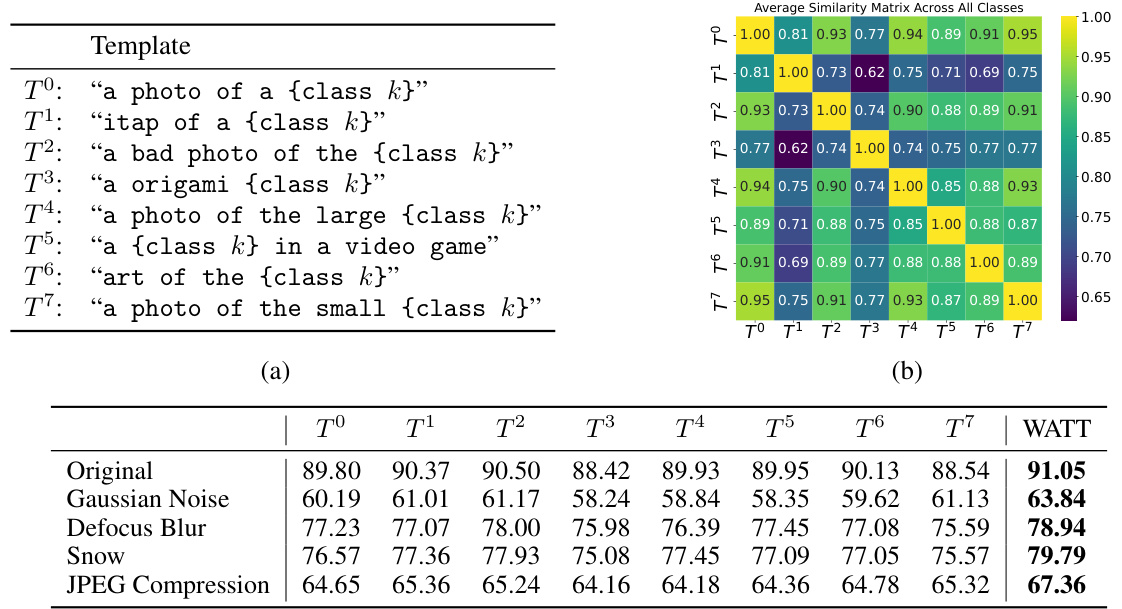 Template
T^0: “a photo of a {class k}”
T^1: “itap of a {class k}”
T^2: “a bad photo of the {class k}”
T^3: “a origami {class k}”
T^4: “a photo of the large {class k}”
T^5: “a {class k} in a video game”
T^6: “art of the {class k}”
T^7: “a photo of the small {class k}”
(a)
Average Similarity Matrix Across All Classes
T^0 1.00 0.81 0.93 0.77 0.94 0.89 0.91 0.95
T^1 0.81 1.00 0.73 0.62 0.75 0.71 0.69 0.75
T^2 0.93 0.73 1.00 0.74 0.90 0.88 0.89 0.91
T^3 0.77 0.62 0.74 1.00 0.74 0.75 0.77 0.77
T^4 0.94 0.75 0.90 0.74 1.00 0.85 0.88 0.93
T^5 0.89 0.71 0.88 0.75 0.85 1.00 0.88 0.87
T^6 0.91 0.69 0.89 0.77 0.88 0.88 1.00 0.89
T^7 0.95 0.75 0.91 0.77 0.93 0.87 0.89 1.00
T^0 T^1 T^2 T^3 T^4 T^5 T^6 T^7
1.00
0.95
0.90
0.85
0.80
0.75
0.70
0.65
(b)
T^0 T^1 T^2 T^3 T^4 T^5 T^6 T^7 WATT
Original 89.80 90.37 90.50 88.42 89.93 89.95 90.13 88.54 91.05
Gaussian Noise 60.19 61.01 61.17 58.24 58.84 58.35 59.62 61.13 63.84
Defocus Blur 77.23 77.07 78.00 75.98 76.39 77.45 77.08 75.59 78.94
Snow 76.57 77.36 77.93 75.08 77.45 77.09 77.05 75.57 79.79
JPEG Compression 64.65 65.36 65.24 64.16 64.18 64.36 64.78 65.32 67.36